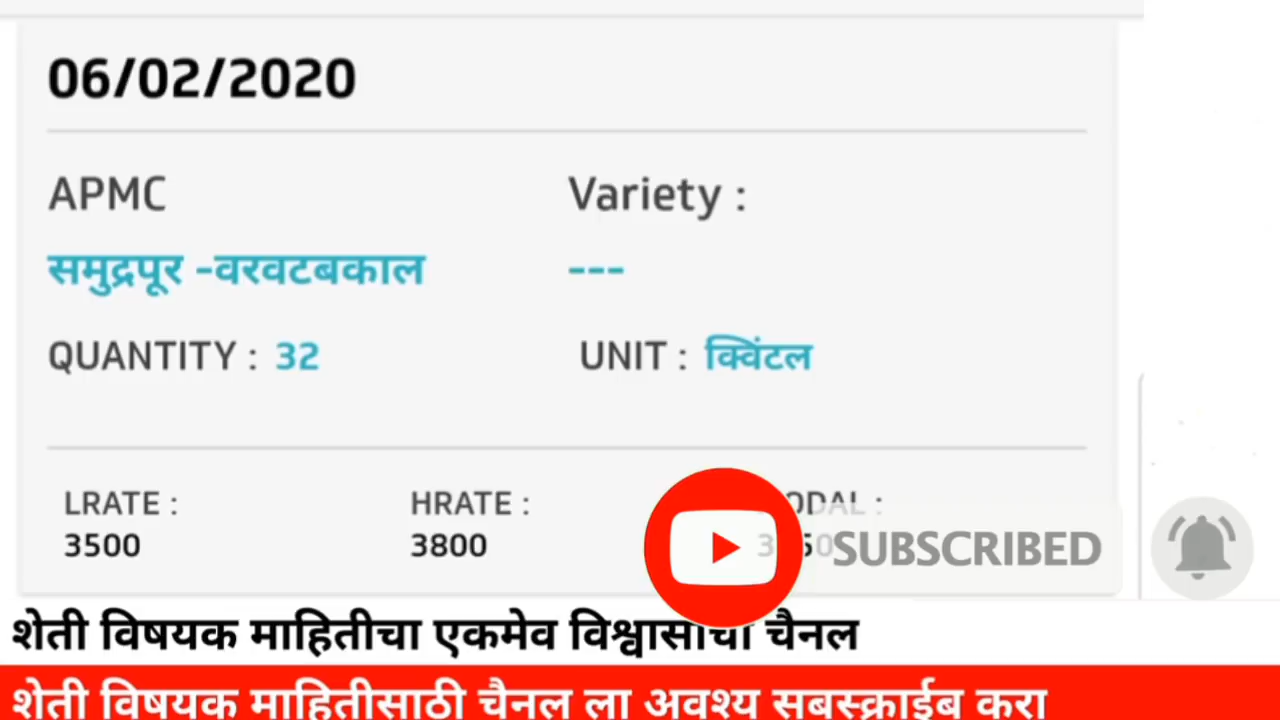 06/02/2020
APMC Variety :
समुद्रपूर -वरवटबकाल ---
QUANTITY : 32 UNIT : क्विंटल
LRATE : HRATE :
3500 3800
SUBSCRIBED
शेती विषयक माहितीचा एकमेव विश्वासाचा चैनल
शेती विषयक माहितीसाठी चैनल ला अवश्य सबस्क्राईब करा